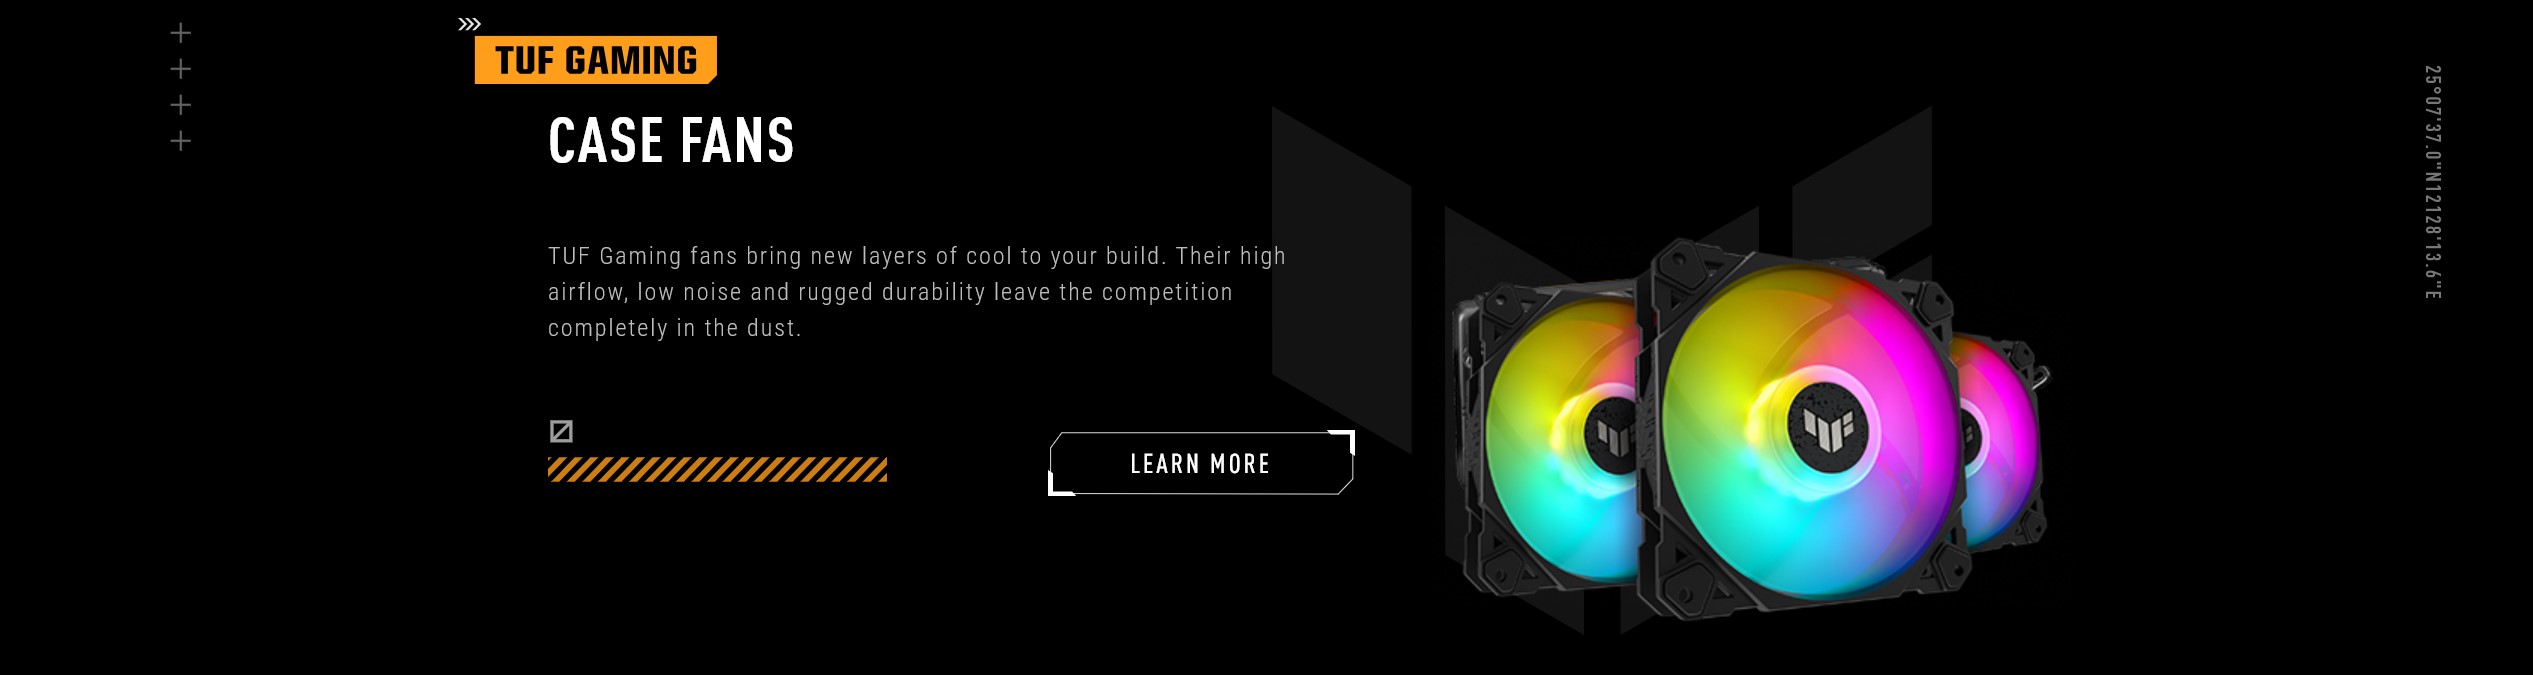 TUF GAMING
CASE FANS
TUF Gaming fans bring new layers of cool to your build. Their high
airflow, low noise and rugged durability leave the competition
completely in the dust.
LEARN MORE
25°07'37.0"N12128'13.6"E